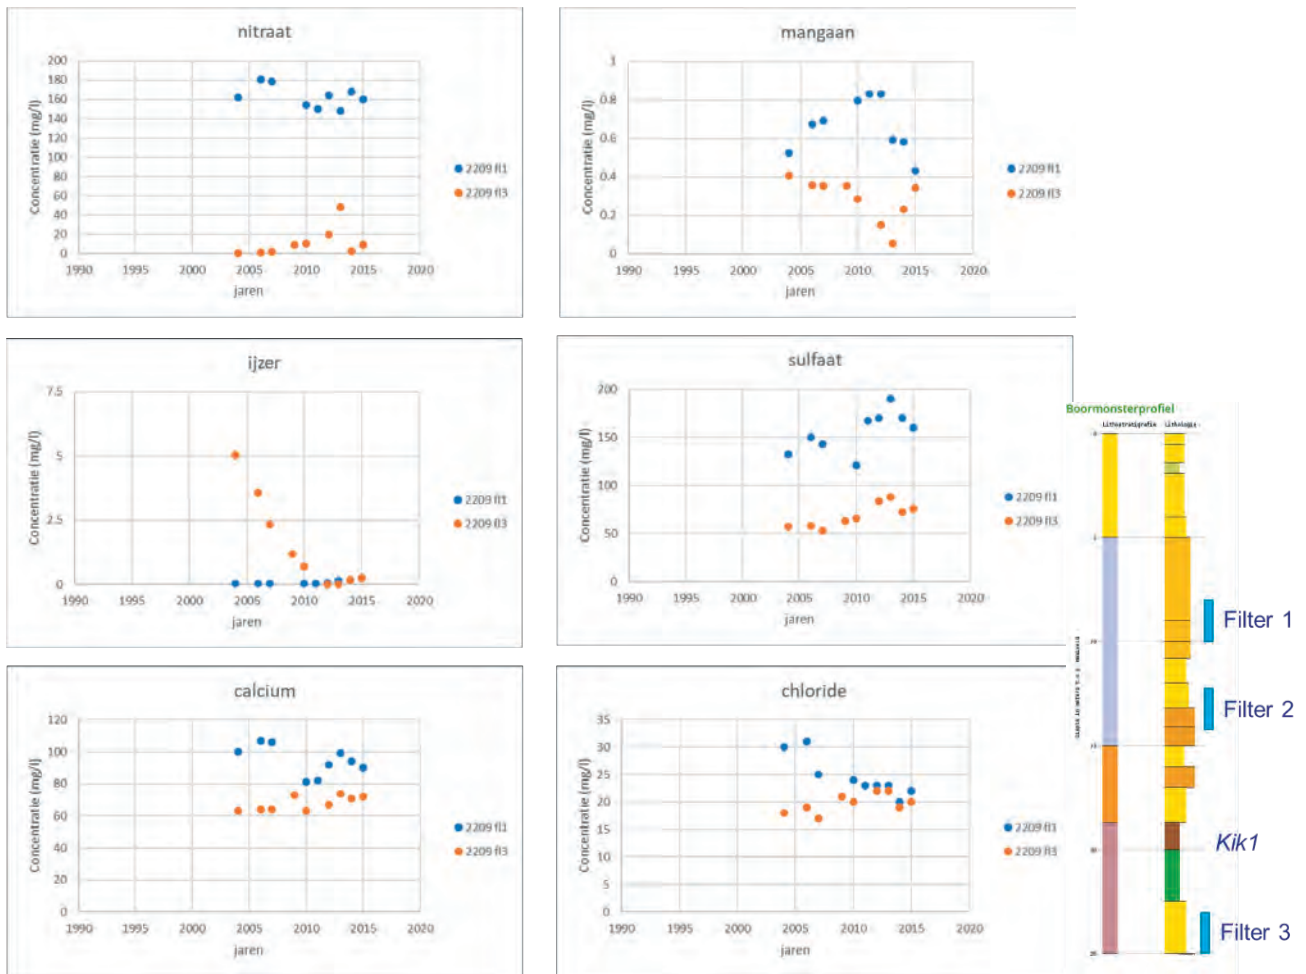 nitraat
200
180
160
140
120
100
80
60
40
20
0
Concentratie (mg/l)
1990 1995 2000 2005 2010 2015 2020
jaren
2209 fl1
2209 fl3
mangaan
1
0.8
0.6
0.4
0.2
0
Concentratie (mg/l)
1990 1995 2000 2005 2010 2015 2020
jaren
2209 fl1
2209 fl3
ijzer
7.5
5
2.5
0
Concentratie (mg/l)
1990 1995 2000 2005 2010 2015 2020
jaren
2209 fl1
2209 fl3
sulfaat
200
150
100
50
0
Concentratie (mg/l)
1990 1995 2000 2005 2010 2015 2020
jaren
2209 fl1
2209 fl3
calcium
120
100
80
60
40
20
0
Concentratie (mg/l)
1990 1995 2000 2005 2010 2015 2020
jaren
2209 fl1
2209 fl3
chloride
35
30
25
20
15
10
5
0
Concentratie (mg/l)
1990 1995 2000 2005 2010 2015 2020
jaren
2209 fl1
2209 fl3
Boormonsterprofiel
Lithostratigrafie Lithologie
Filter 1
Filter 2
Kik1
Filter 3